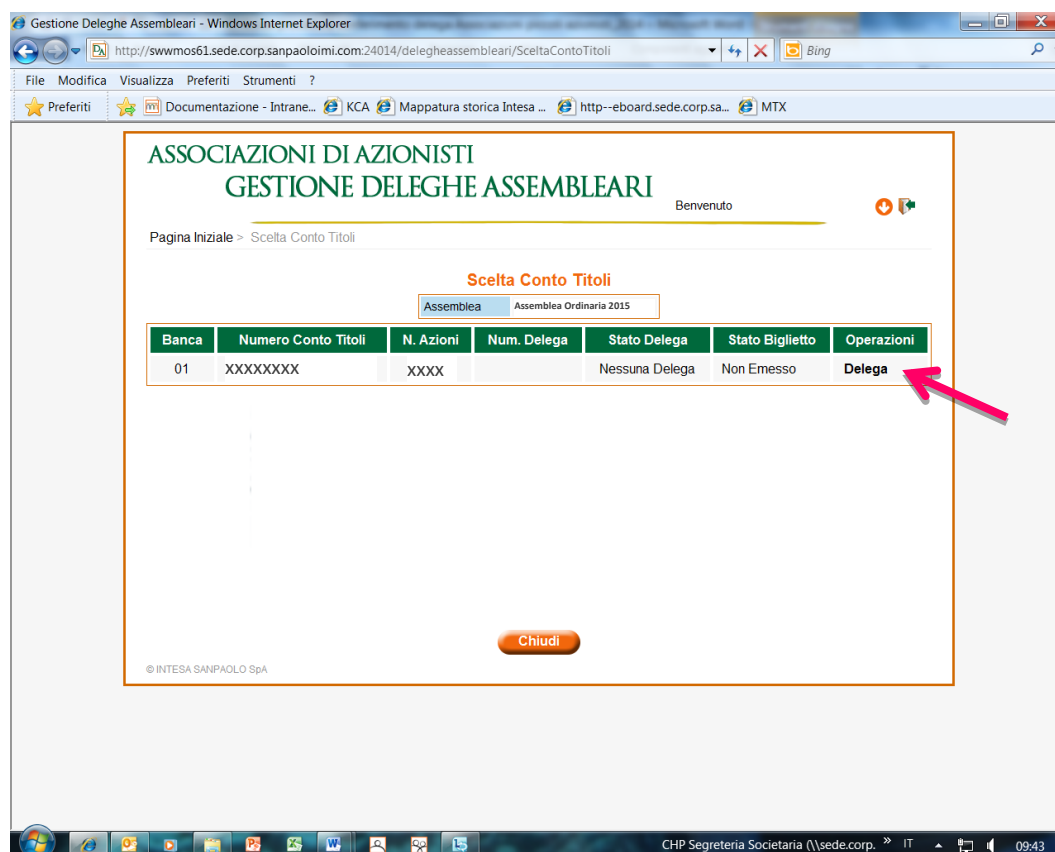 Gestione Deleghe Assembleari - Windows Internet Explorer
http://swwmos61.sede.corp.sanpaoloimi.com:24014/delegheassembleari/SceltaContoTitoli
Bing
File Modifica Visualizza Preferiti Strumenti ?
Preferiti Documentazione - Intrane... KCA Mappatura storica Intesa ... httpˑˑeboard.sede.corp.sa... MTX
ASSOCIAZIONI DI AZIONISTI
GESTIONE DELEGHE ASSEMBLEARI
Benvenuto
Pagina Iniziale > Scelta Conto Titoli
Scelta Conto Titoli
Assemblea Assemblea Ordinaria 2015
Banca Numero Conto Titoli N. Azioni Num. Delega Stato Delega Stato Biglietto Operazioni
01 XXXXXXXX XXXX Nessuna Delega Non Emesso Delega
Chiudi
© INTESA SANPAOLO SpA
CHP Segreteria Societaria (\\sede.corp. » IT 09:43